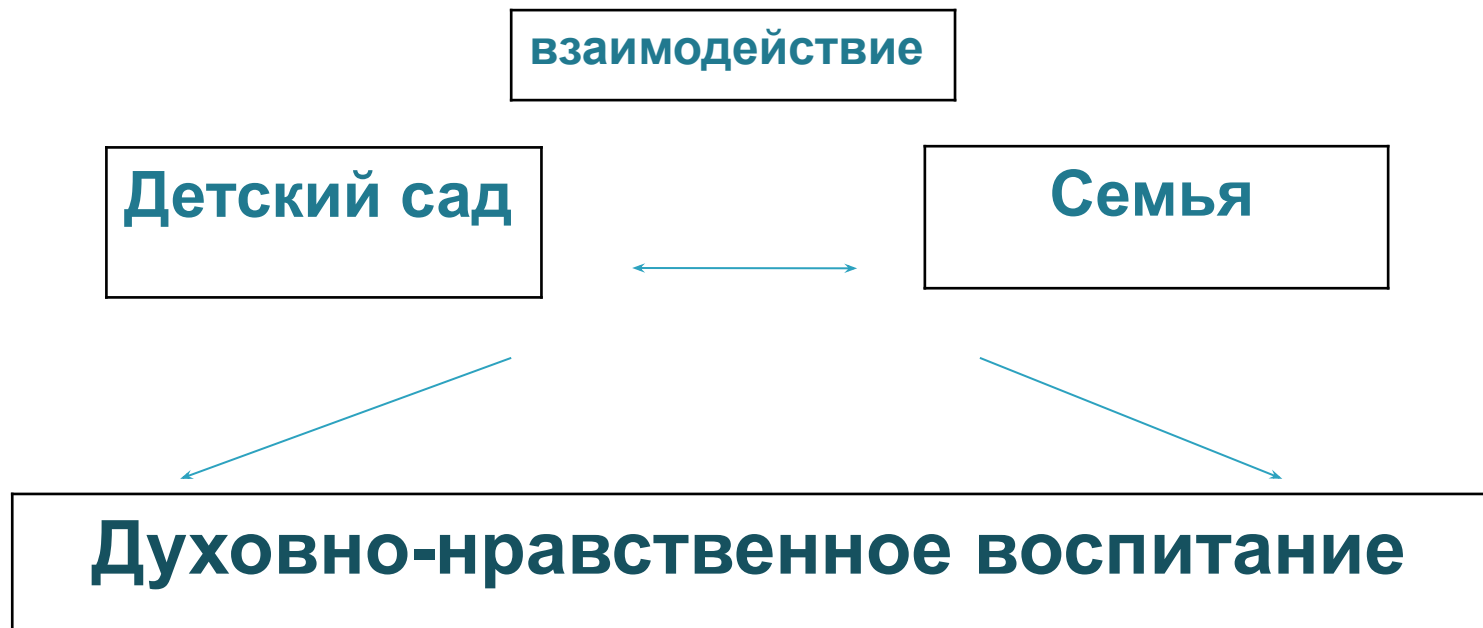 взаимодействие
Детский сад
Семья
Духовно-нравственное воспитание